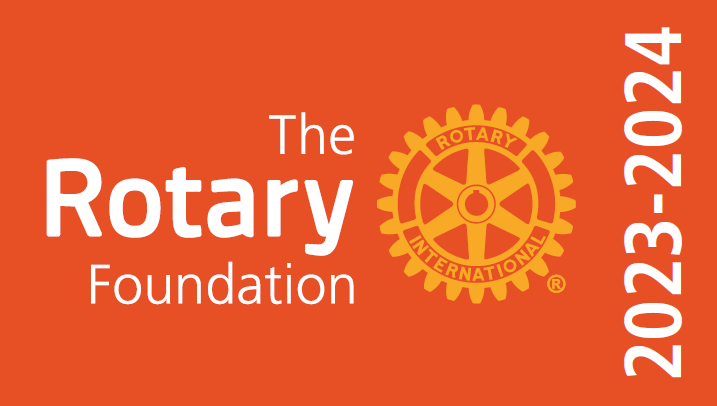 The
Rotary
Foundation
ROTARY
INTERNATIONAL
®
2023-2024